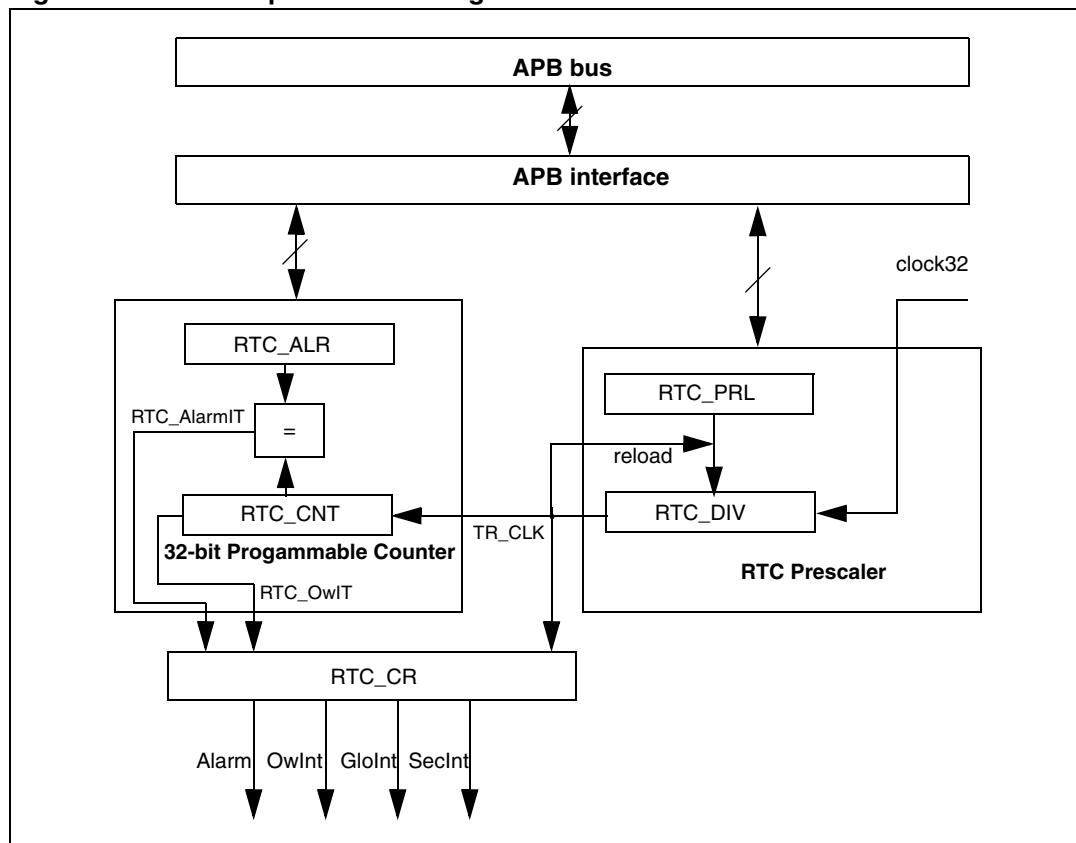 APB bus
APB interface
clock32
RTC_ALR
RTC_PRL
RTC_AlarmIT
=
reload
RTC_CNT
TR_CLK
RTC_DIV
32-bit Progammable Counter
RTC Prescaler
RTC_OwIT
RTC_CR
Alarm OwInt GloInt SecInt